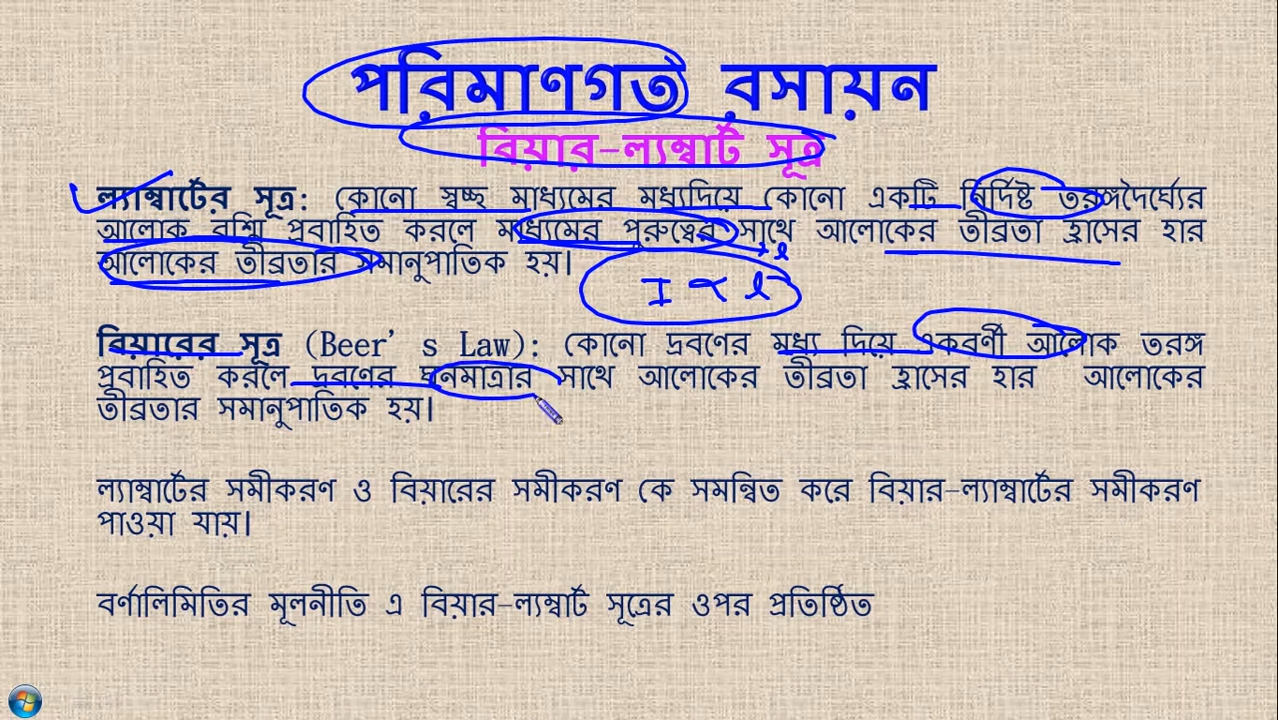 পরিমাণগত রসায়ন
বিয়ার-ল্যম্বার্ট সূত্র
ল্যাম্বার্টের সূত্র: কোনো স্বচ্ছ মাধ্যমের মধ্যদিয়ে কোনো একটি নির্দিষ্ট তরঙ্গদৈর্ঘ্যের
আলোক রশ্মি প্রবাহিত করলে মাধ্যমের পুরুত্বের সাথে আলোকের তীব্রতা হ্রাসের হার
আলোকের তীব্রতার সমানুপাতিক হয়।
I ∝ l
বিয়ারের সূত্র (Beer's Law): কোনো দ্রবণের মধ্য দিয়ে একবর্ণী আলোক তরঙ্গ
প্রবাহিত করলে দ্রবণের ঘনমাত্রার সাথে আলোকের তীব্রতা হ্রাসের হার আলোকের
তীব্রতার সমানুপাতিক হয়।
ল্যাম্বার্টের সমীকরণ ও বিয়ারের সমীকরণ কে সমন্বিত করে বিয়ার-ল্যাম্বার্টের সমীকরণ
পাওয়া যায়।
বর্ণালিমিতির মূলনীতি এ বিয়ার-ল্যম্বার্ট সূত্রের ওপর প্রতিষ্ঠিত